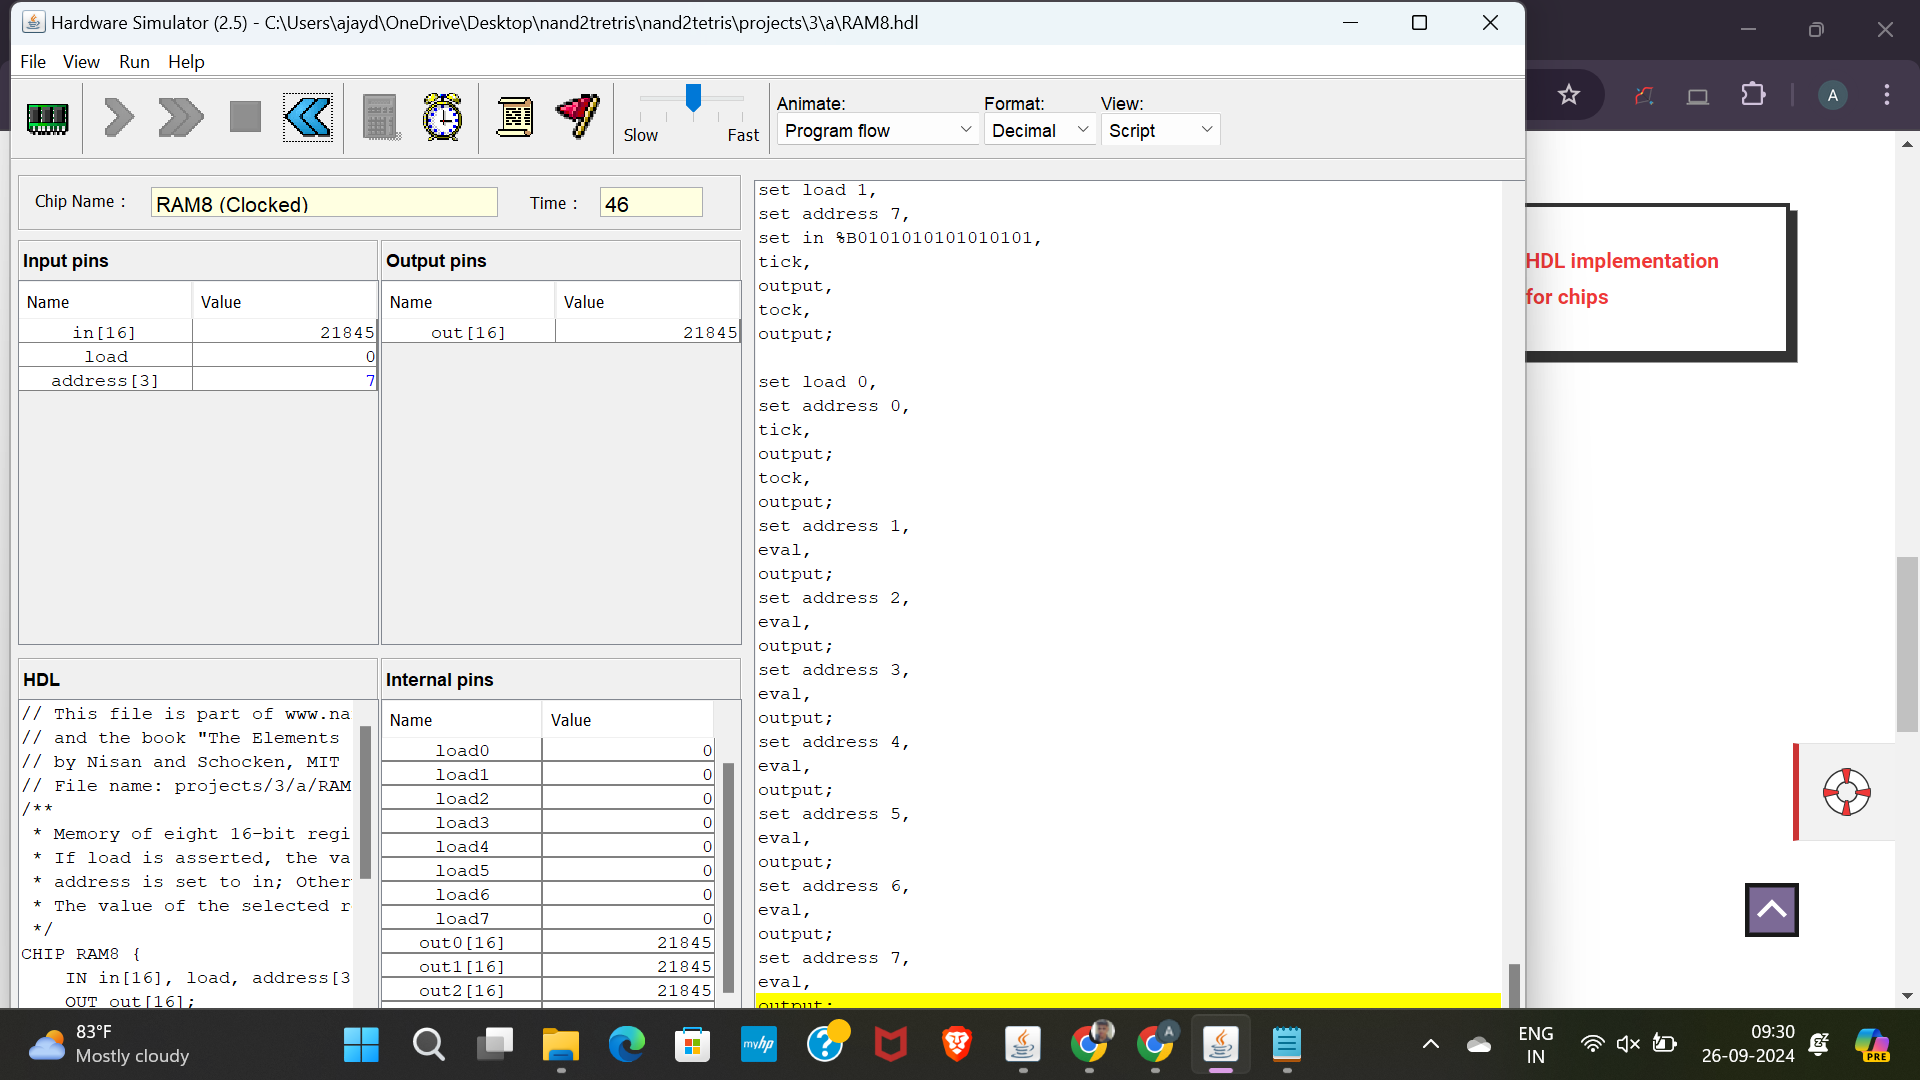 Hardware Simulator (2.5) - C:\Users\ajayd\OneDrive\Desktop\nand2tretris\nand2tetris\projects\3\a\RAM8.hdl
File View Run Help
Slow Fast
Animate: Format: View:
Program flow Decimal Script
Chip Name : RAM8 (Clocked) Time : 46
Input pins
Name Value
in[16] 21845
load 0
address[3] 7
Output pins
Name Value
out[16] 21845
HDL
// This file is part of www.na
// and the book "The Elements
// by Nisan and Schocken, MIT
// File name: projects/3/a/RAM
/**
* Memory of eight 16-bit regi
* If load is asserted, the va
* address is set to in; Other
* The value of the selected r
*/
CHIP RAM8 {
IN in[16], load, address[3
OUT out[16];
Internal pins
Name Value
load0 0
load1 0
load2 0
load3 0
load4 0
load5 0
load6 0
load7 0
out0[16] 21845
out1[16] 21845
out2[16] 21845
set load 1,
set address 7,
set in %B0101010101010101,
tick,
output,
tock,
output;
set load 0,
set address 0,
tick,
output;
tock,
output;
set address 1,
eval,
output;
set address 2,
eval,
output;
set address 3,
eval,
output;
set address 4,
eval,
output;
set address 5,
eval,
output;
set address 6,
eval,
output;
set address 7,
eval,
output;
A
HDL implementation
for chips
83°F
Mostly cloudy
myhp
A
ENG
IN
09:30
26-09-2024
PRE